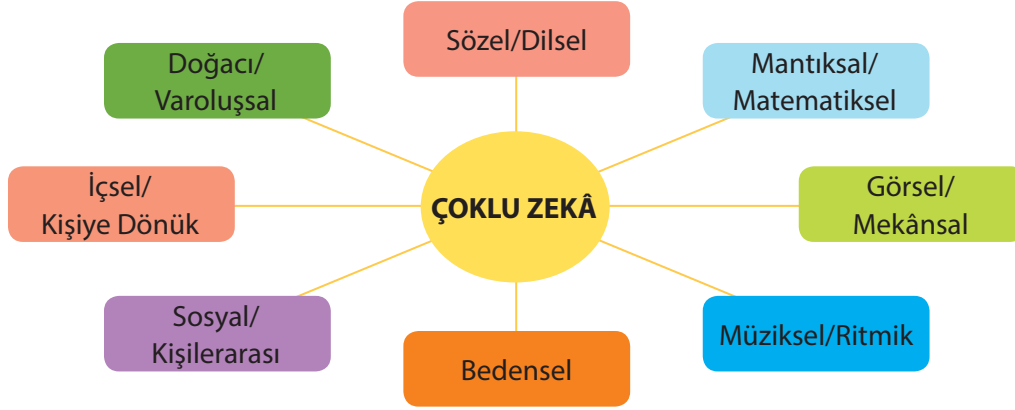 Sözel/Dilsel
Doğacı/
Varoluşsal
Mantıksal/
Matematiksel
İçsel/
Kişiye Dönük
ÇOKLU ZEKÂ
Görsel/
Mekânsal
Sosyal/
Kişilerarası
Bedensel
Müziksel/Ritmik